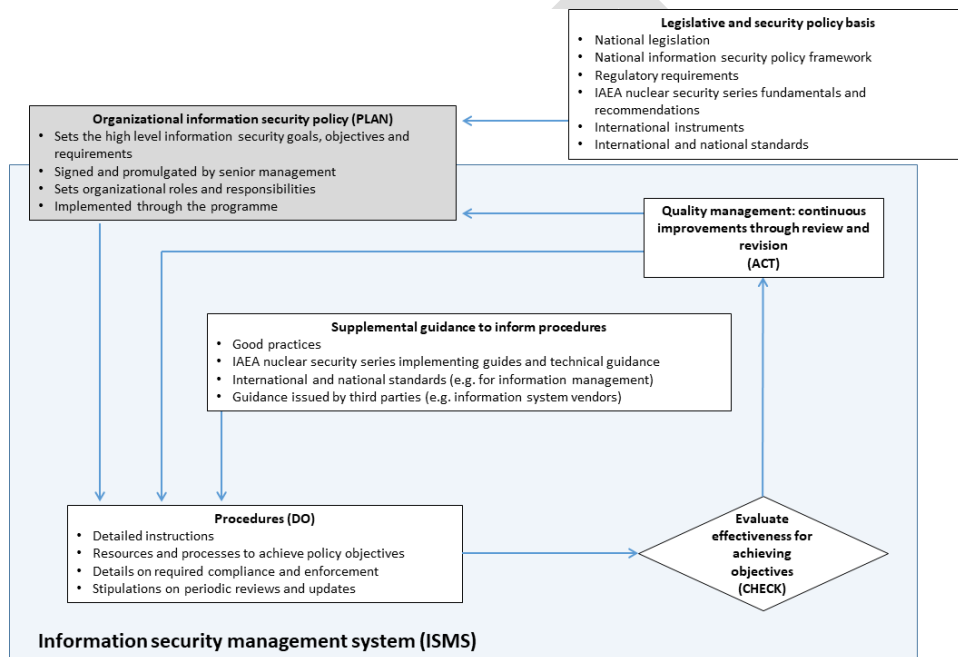 Legislative and security policy basis
• National legislation
• National information security policy framework
• Regulatory requirements
• IAEA nuclear security series fundamentals and
recommendations
• International instruments
• International and national standards
Organizational information security policy (PLAN)
• Sets the high level information security goals, objectives and
requirements
• Signed and promulgated by senior management
• Sets organizational roles and responsibilities
• Implemented through the programme
Quality management: continuous
improvements through review and
revision
(ACT)
Supplemental guidance to inform procedures
• Good practices
• IAEA nuclear security series implementing guides and technical guidance
• International and national standards (e.g. for information management)
• Guidance issued by third parties (e.g. information system vendors)
Procedures (DO)
• Detailed instructions
• Resources and processes to achieve policy objectives
• Details on required compliance and enforcement
• Stipulations on periodic reviews and updates
Evaluate
effectiveness for
achieving
objectives
(CHECK)
Information security management system (ISMS)